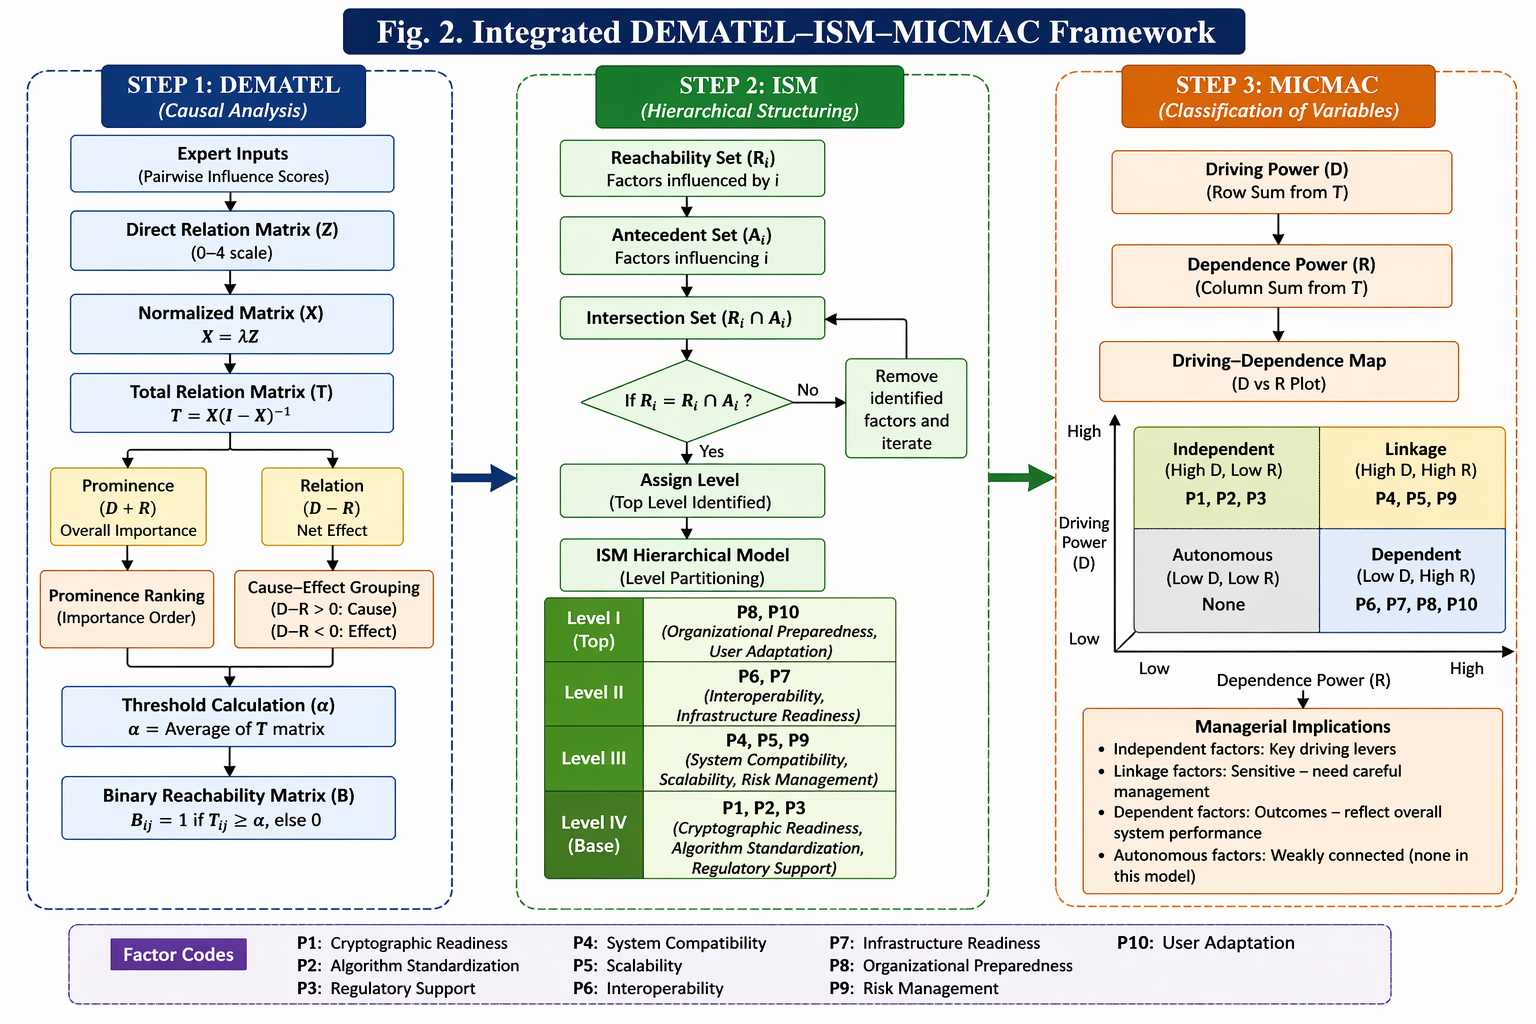 Fig. 2. Integrated DEMATEL–ISM–MICMAC Framework
STEP 1: DEMATEL
(Causal Analysis)
Expert Inputs
(Pairwise Influence Scores)
Direct Relation Matrix (Z)
(0–4 scale)
Normalized Matrix (X)
X = λZ
Total Relation Matrix (T)
T = X(I − X)⁻¹
Prominence
(D + R)
Overall Importance
Relation
(D − R)
Net Effect
Prominence Ranking
(Importance Order)
Cause–Effect Grouping
(D–R > 0: Cause)
(D–R < 0: Effect)
Threshold Calculation (α)
α = Average of T matrix
Binary Reachability Matrix (B)
Bᵢⱼ = 1 if Tᵢⱼ ≥ α, else 0
STEP 2: ISM
(Hierarchical Structuring)
Reachability Set (Rᵢ)
Factors influenced by i
Antecedent Set (Aᵢ)
Factors influencing i
Intersection Set (Rᵢ ∩ Aᵢ)
If Rᵢ = Rᵢ ∩ Aᵢ ?
No
Remove
identified
factors and
iterate
Yes
Assign Level
(Top Level Identified)
ISM Hierarchical Model
(Level Partitioning)
Level I
(Top)
P8, P10
(Organizational Preparedness,
User Adaptation)
Level II
P6, P7
(Interoperability,
Infrastructure Readiness)
Level III
P4, P5, P9
(System Compatibility,
Scalability, Risk Management)
Level IV
(Base)
P1, P2, P3
(Cryptographic Readiness,
Algorithm Standardization,
Regulatory Support)
STEP 3: MICMAC
(Classification of Variables)
Driving Power (D)
(Row Sum from T)
Dependence Power (R)
(Column Sum from T)
Driving–Dependence Map
(D vs R Plot)
High
Driving
Power
(D)
Low
Independent
(High D, Low R)
P1, P2, P3
Linkage
(High D, High R)
P4, P5, P9
Autonomous
(Low D, Low R)
None
Dependent
(Low D, High R)
P6, P7, P8, P10
Low
High
Dependence Power (R)
Managerial Implications
• Independent factors: Key driving levers
• Linkage factors: Sensitive – need careful
management
• Dependent factors: Outcomes – reflect overall
system performance
• Autonomous factors: Weakly connected (none in
this model)
Factor Codes
P1: Cryptographic Readiness
P2: Algorithm Standardization
P3: Regulatory Support
P4: System Compatibility
P5: Scalability
P6: Interoperability
P7: Infrastructure Readiness
P8: Organizational Preparedness
P9: Risk Management
P10: User Adaptation